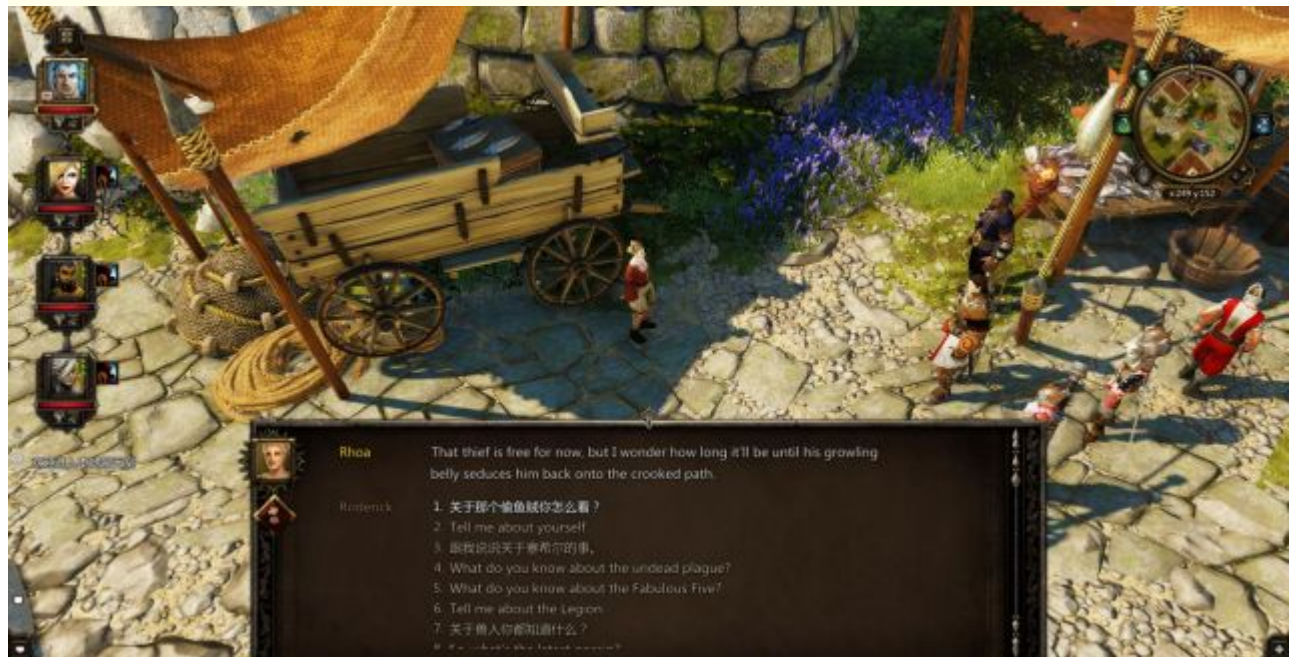 x:289 y:152
Rhoa
That thief is free for now, but I wonder how long it'll be until his growling
belly seduces him back onto the crooked path.
Roderick
1. 关于那个偷鱼贼你怎么看？
2. Tell me about yourself
3. 跟我说说关于塞希尔的事。
4. What do you know about the undead plague?
5. What do you know about the Fabulous Five?
6. Tell me about the Legion
7. 关于兽人你都知道什么？